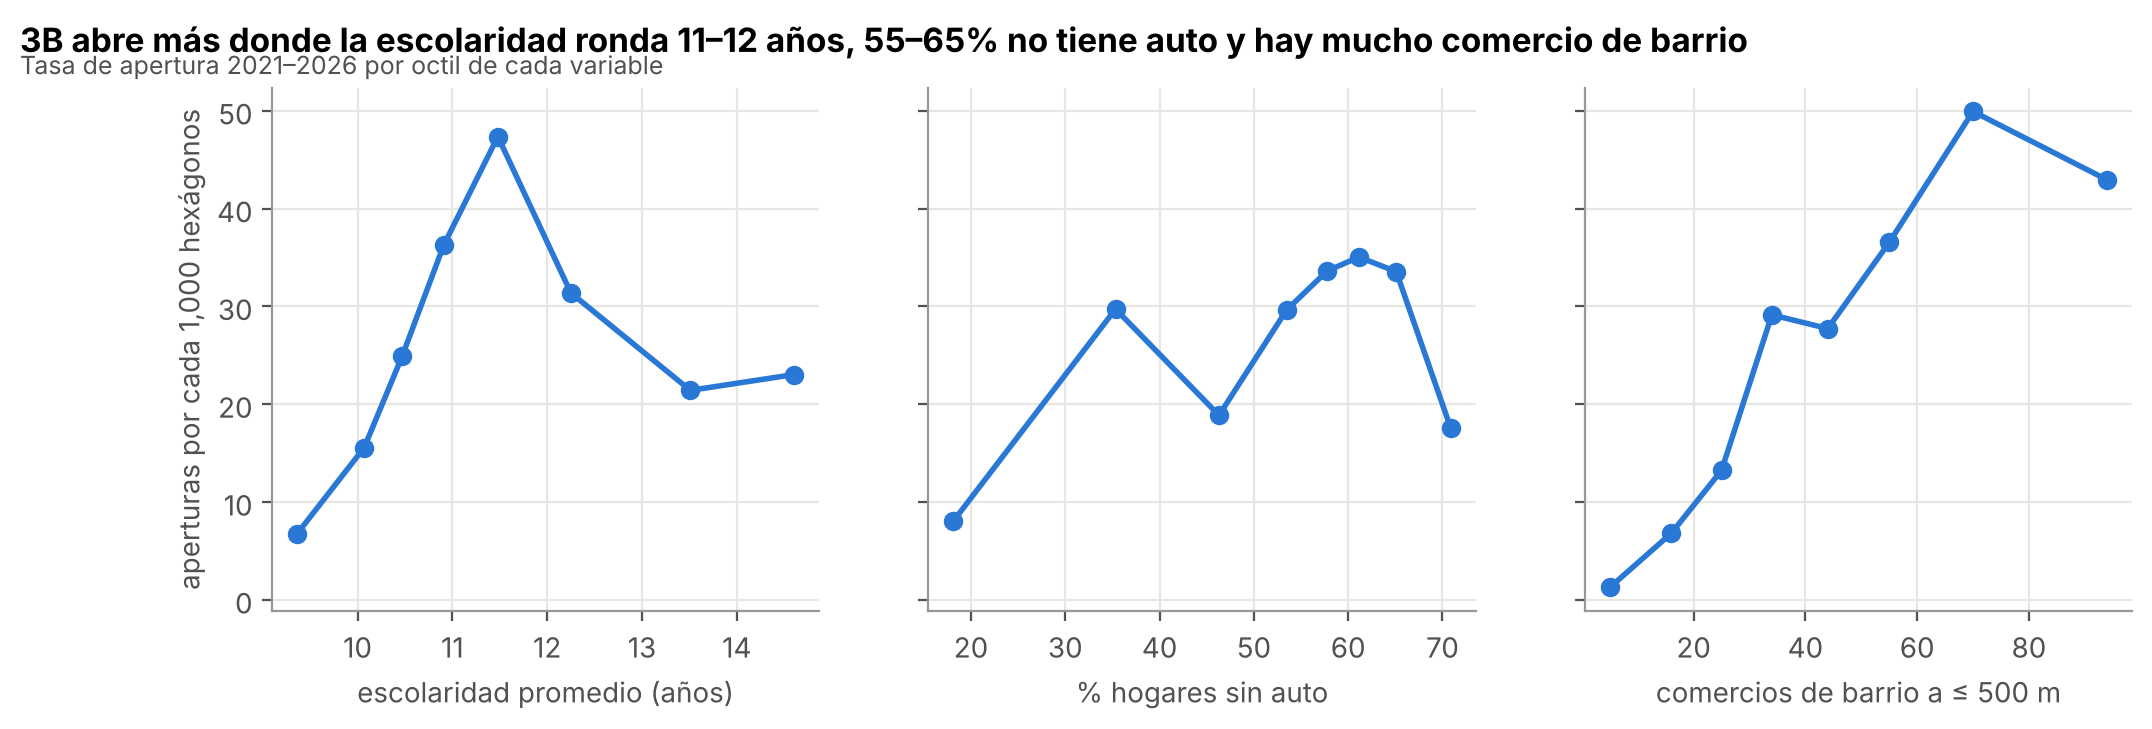 3B abre más donde la escolaridad ronda 11–12 años, 55–65% no tiene auto y hay mucho comercio de barrio
Tasa de apertura 2021–2026 por octil de cada variable
aperturas por cada 1,000 hexágonos
50
40
30
20
10
0
10 11 12 13 14
escolaridad promedio (años)
20 30 40 50 60 70
% hogares sin auto
20 40 60 80
comercios de barrio a ≤ 500 m